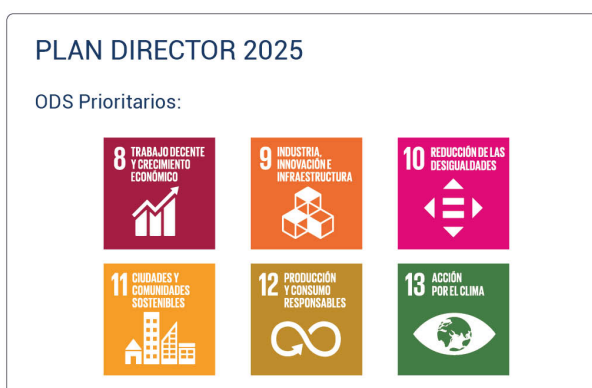 PLAN DIRECTOR 2025
ODS Prioritarios:
8 TRABAJO DECENTE
Y CRECIMIENTO
ECONÓMICO
9 INDUSTRIA,
INNOVACIÓN E
INFRAESTRUCTURA
10 REDUCCIÓN DE LAS
DESIGUALDADES
11 CIUDADES Y
COMUNIDADES
SOSTENIBLES
12 PRODUCCIÓN
Y CONSUMO
RESPONSABLES
13 ACCIÓN
POR EL CLIMA